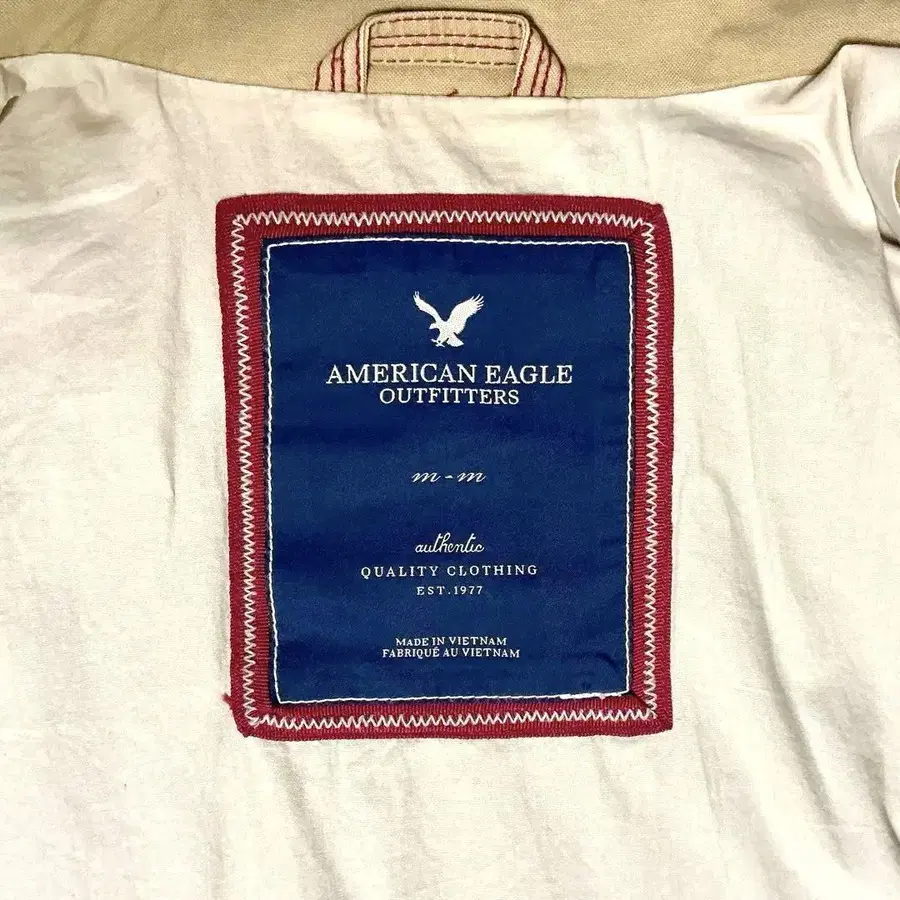 AMERICAN EAGLE
OUTFITTERS
m - m
authentic
QUALITY CLOTHING
EST. 1977
MADE IN VIETNAM
FABRIQUÉ AU VIETNAM